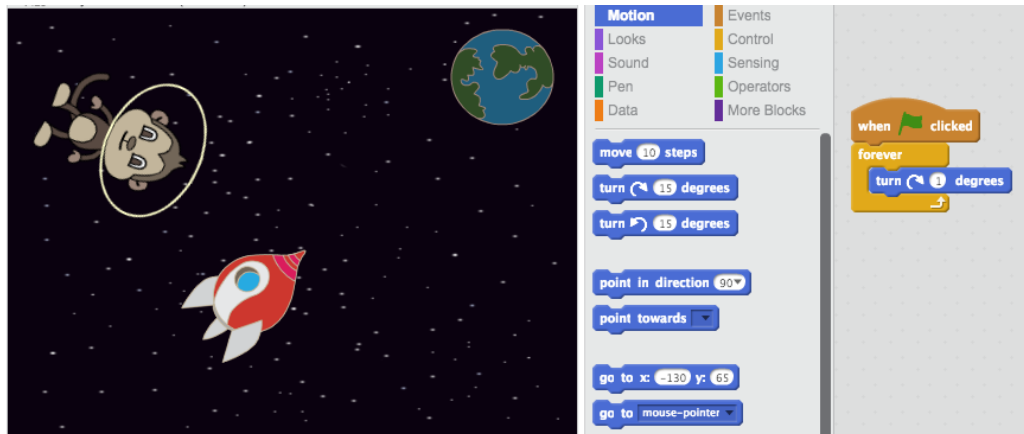 Motion
Events
Looks
Control
Sound
Sensing
Pen
Operators
Data
More Blocks
move 10 steps
turn 15 degrees
turn 15 degrees
point in direction 90
point towards
go to x: -130 y: 65
go to mouse-pointer
when clicked
forever
turn 1 degrees